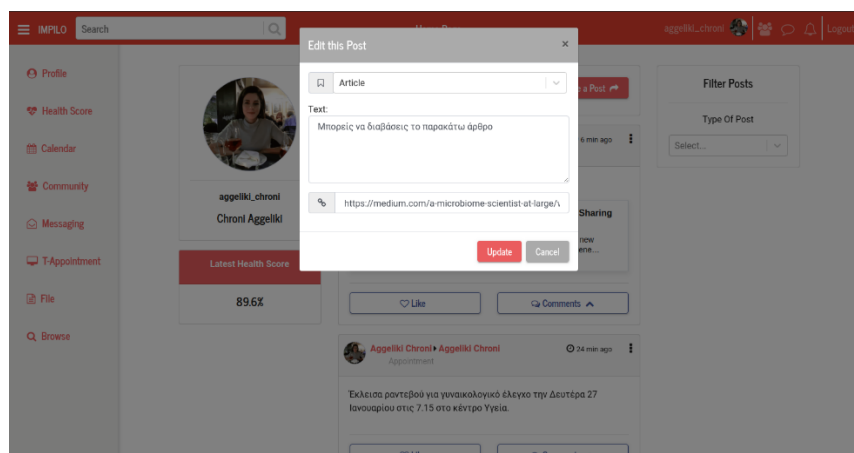 IMPILO
Search
aggeliki_chroni
Logout
Edit this Post
×
Article
Text:
Μπορείς να διαβάσεις το παρακάτω άρθρο
https://medium.com/a-microbiome-scientist-at-large/
Update
Cancel
Profile
Health Score
Calendar
Community
Messaging
T-Appointment
File
Browse
aggeliki_chroni
Chroni Aggeliki
Latest Health Score
89.6%
a Post
6 min ago
Sharing
new
ene...
Like
Comments
Aggeliki Chroni Aggeliki Chroni
24 min ago
Appointment
Έκλεισα ραντεβού για γυναικολογικό έλεγχο την Δευτέρα 27
Ιανουαρίου στις 7.15 στο κέντρο Υγεία.
Filter Posts
Type Of Post
Select...